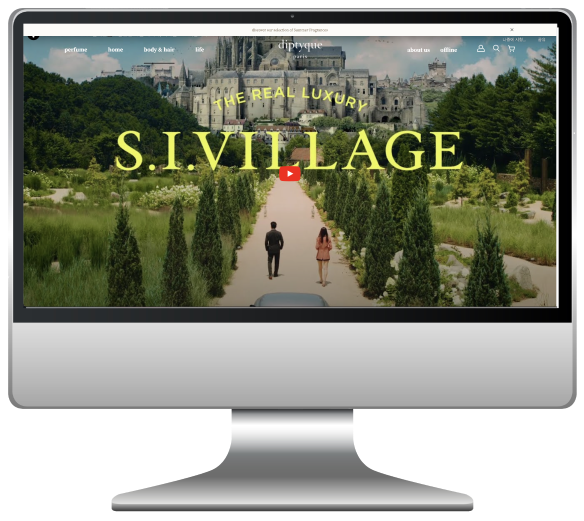 discover our selection of Summer Fragrances
perfume home body & hair life diptyque about us offline
paris
THE REAL LUXURY
S.I.VILLAGE